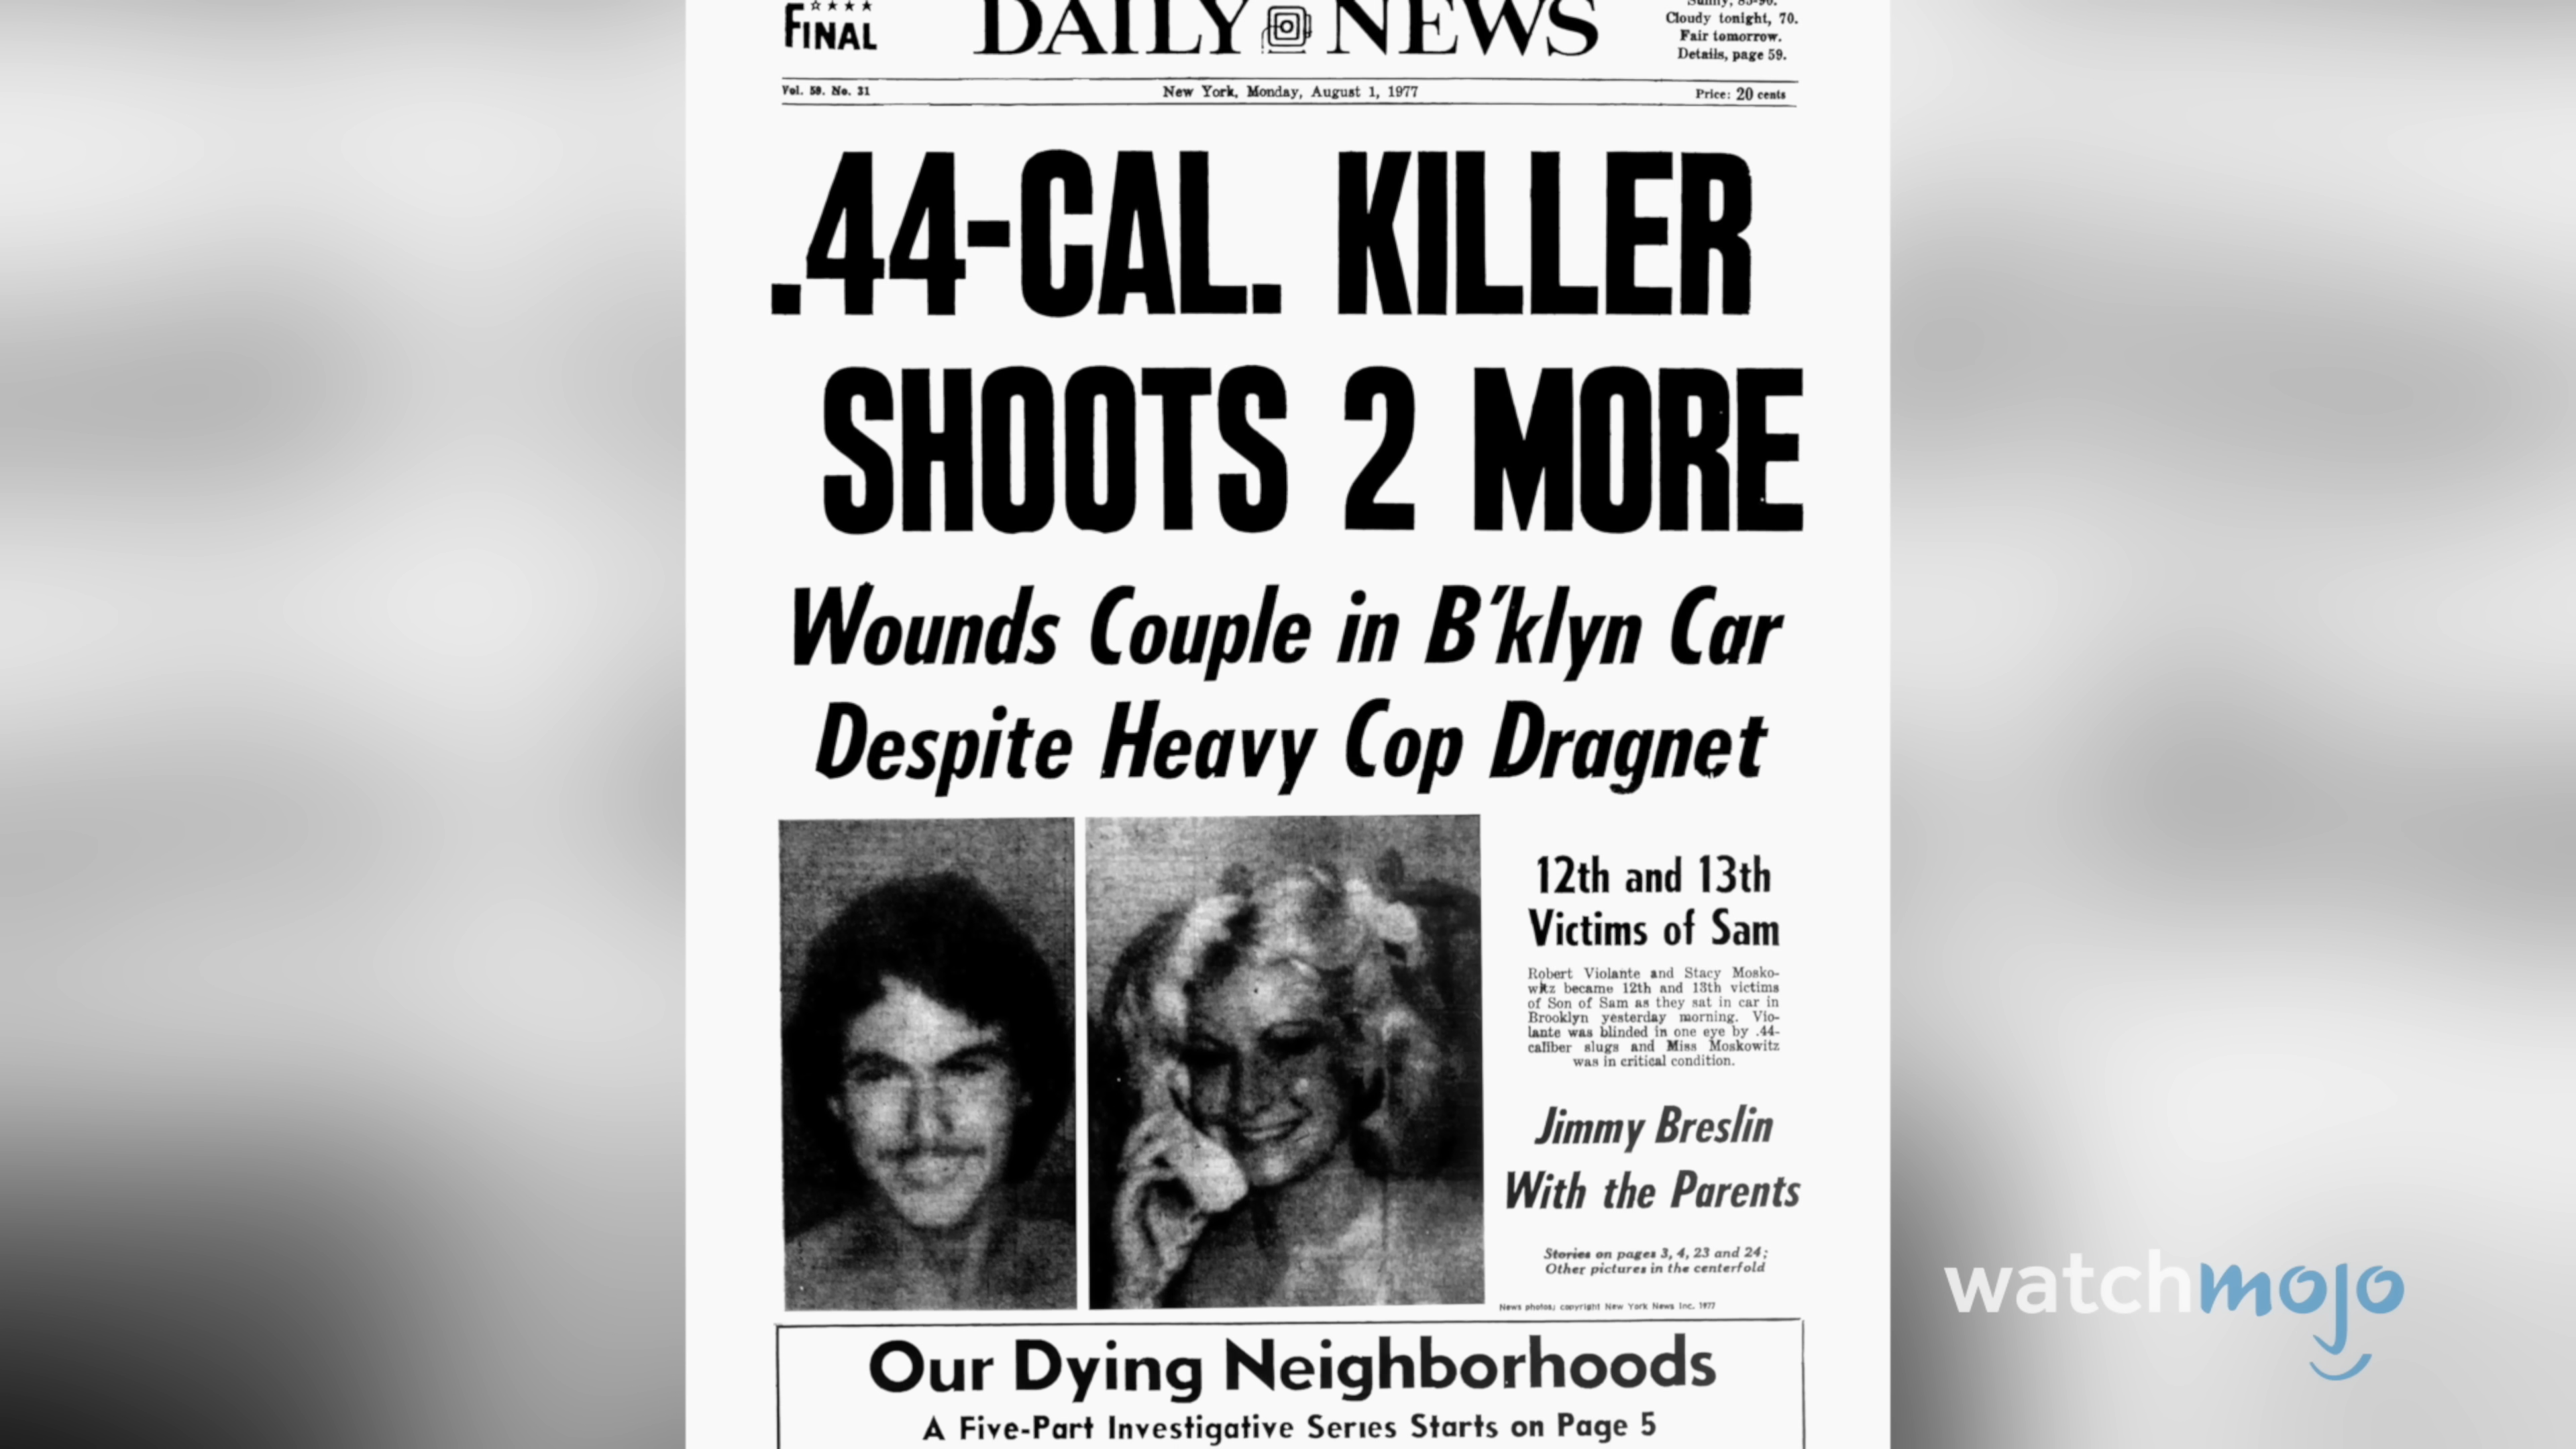 FINAL
DAILY NEWS
Cloudy tonight, 70.
Fair tomorrow.
Details, page 59.
Vol. 59. No. 31
New York, Monday, August 1, 1977
Price: 20 cents
.44-CAL. KILLER
SHOOTS 2 MORE
Wounds Couple in B'klyn Car
Despite Heavy Cop Dragnet
12th and 13th
Victims of Sam
Robert Violante and Stacy Mosko-
witz became 12th and 13th victims
of Son of Sam as they sat in car in
Brooklyn yesterday morning. Vio-
lante was blinded in one eye by .44-
caliber slugs and Miss Moskowitz
was in critical condition.
Jimmy Breslin
With the Parents
Stories on pages 3, 4, 23 and 24;
Other pictures in the centerfold
News photos; copyright New York News Inc. 1977
Our Dying Neighborhoods
A Five-Part Investigative Series Starts on Page 5
watchmojo